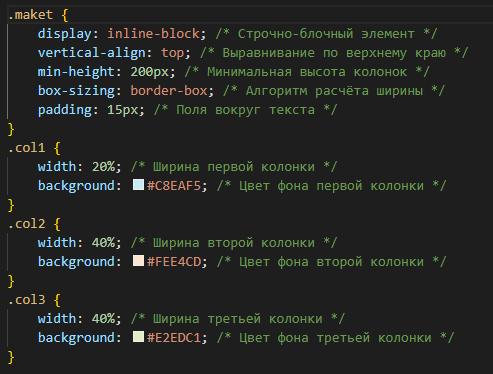 .maket {
display: inline-block; /* Строчно-блочный элемент */
vertical-align: top; /* Выравнивание по верхнему краю */
min-height: 200px; /* Минимальная высота колонок */
box-sizing: border-box; /* Алгоритм расчёта ширины */
padding: 15px; /* Поля вокруг текста */
}
.col1 {
width: 20%; /* Ширина первой колонки */
background: #C8EAF5; /* Цвет фона первой колонки */
}
.col2 {
width: 40%; /* Ширина второй колонки */
background: #FEE4CD; /* Цвет фона второй колонки */
}
.col3 {
width: 40%; /* Ширина третьей колонки */
background: #E2EDC1; /* Цвет фона третьей колонки */
}